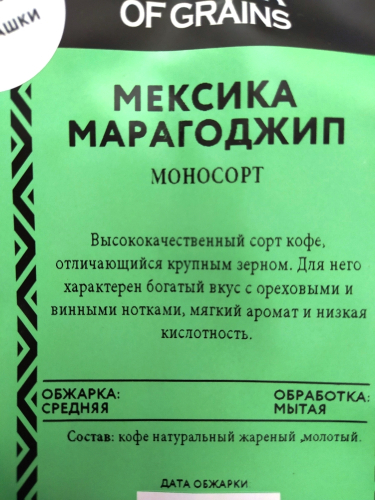 АШКИ
OF GRAINS
МЕКСИКА
МАРАГОДЖИП
МОНОСОРТ
Высококачественный сорт кофе,
отличающийся крупным зерном. Для него
характерен богатый вкус с ореховыми и
винными нотками, мягкий аромат и низкая
кислотность.
ОБЖАРКА:
СРЕДНЯЯ
ОБРАБОТКА:
МЫТАЯ
Состав: кофе натуральный жареный ,молотый.
ДАТА ОБЖАРКИ